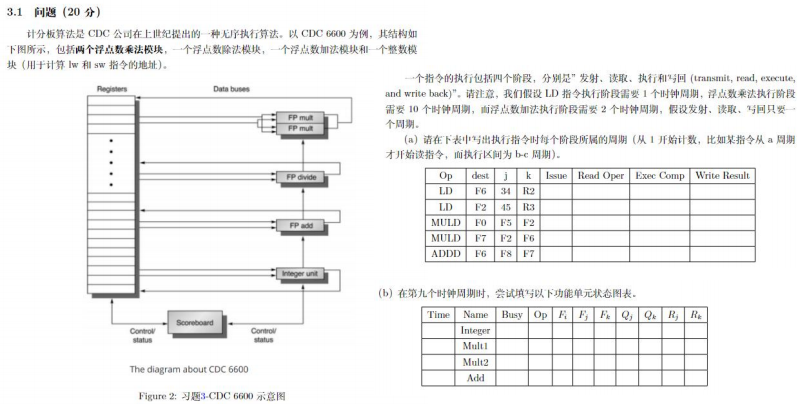 3.1 问题（20 分）
计分板算法是 CDC 公司在上世纪提出的一种无序执行算法。以 CDC 6600 为例，其结构如
下图所示，包括两个浮点数乘法模块，一个浮点数除法模块，一个浮点数加法模块和一个整数模
块（用于计算 lw 和 sw 指令的地址）。
Registers
Data buses
FP mult
FP mult
FP divide
FP add
Integer unit
Scoreboard
Control/
status
Control/
status
The diagram about CDC 6600
Figure 2: 习题3-CDC 6600 示意图
一个指令的执行包括四个阶段，分别是" 发射、读取、执行和写回 (transmit, read, execute,
and write back)"。请注意，我们假设 LD 指令执行阶段需要 1 个时钟周期，浮点数乘法执行阶段
需要 10 个时钟周期，而浮点数加法执行阶段需要 2 个时钟周期，假设发射、读取、写回只要一
个周期。
(a) 请在下表中写出执行指令时每个阶段所属的周期（从 1 开始计数，比如某指令从 a 周期
才开始读指令，而执行区间为 b-c 周期）。
Op dest j k Issue Read Oper Exec Comp Write Result
LD F6 34 R2
LD F2 45 R3
MULD F0 F5 F2
MULD F7 F2 F6
ADDD F6 F8 F7
(b) 在第九个时钟周期时，尝试填写以下功能单元状态图表。
Time Name Busy Op Fi Fj Fk Qj Qk Rj Rk
Integer
Mult1
Mult2
Add